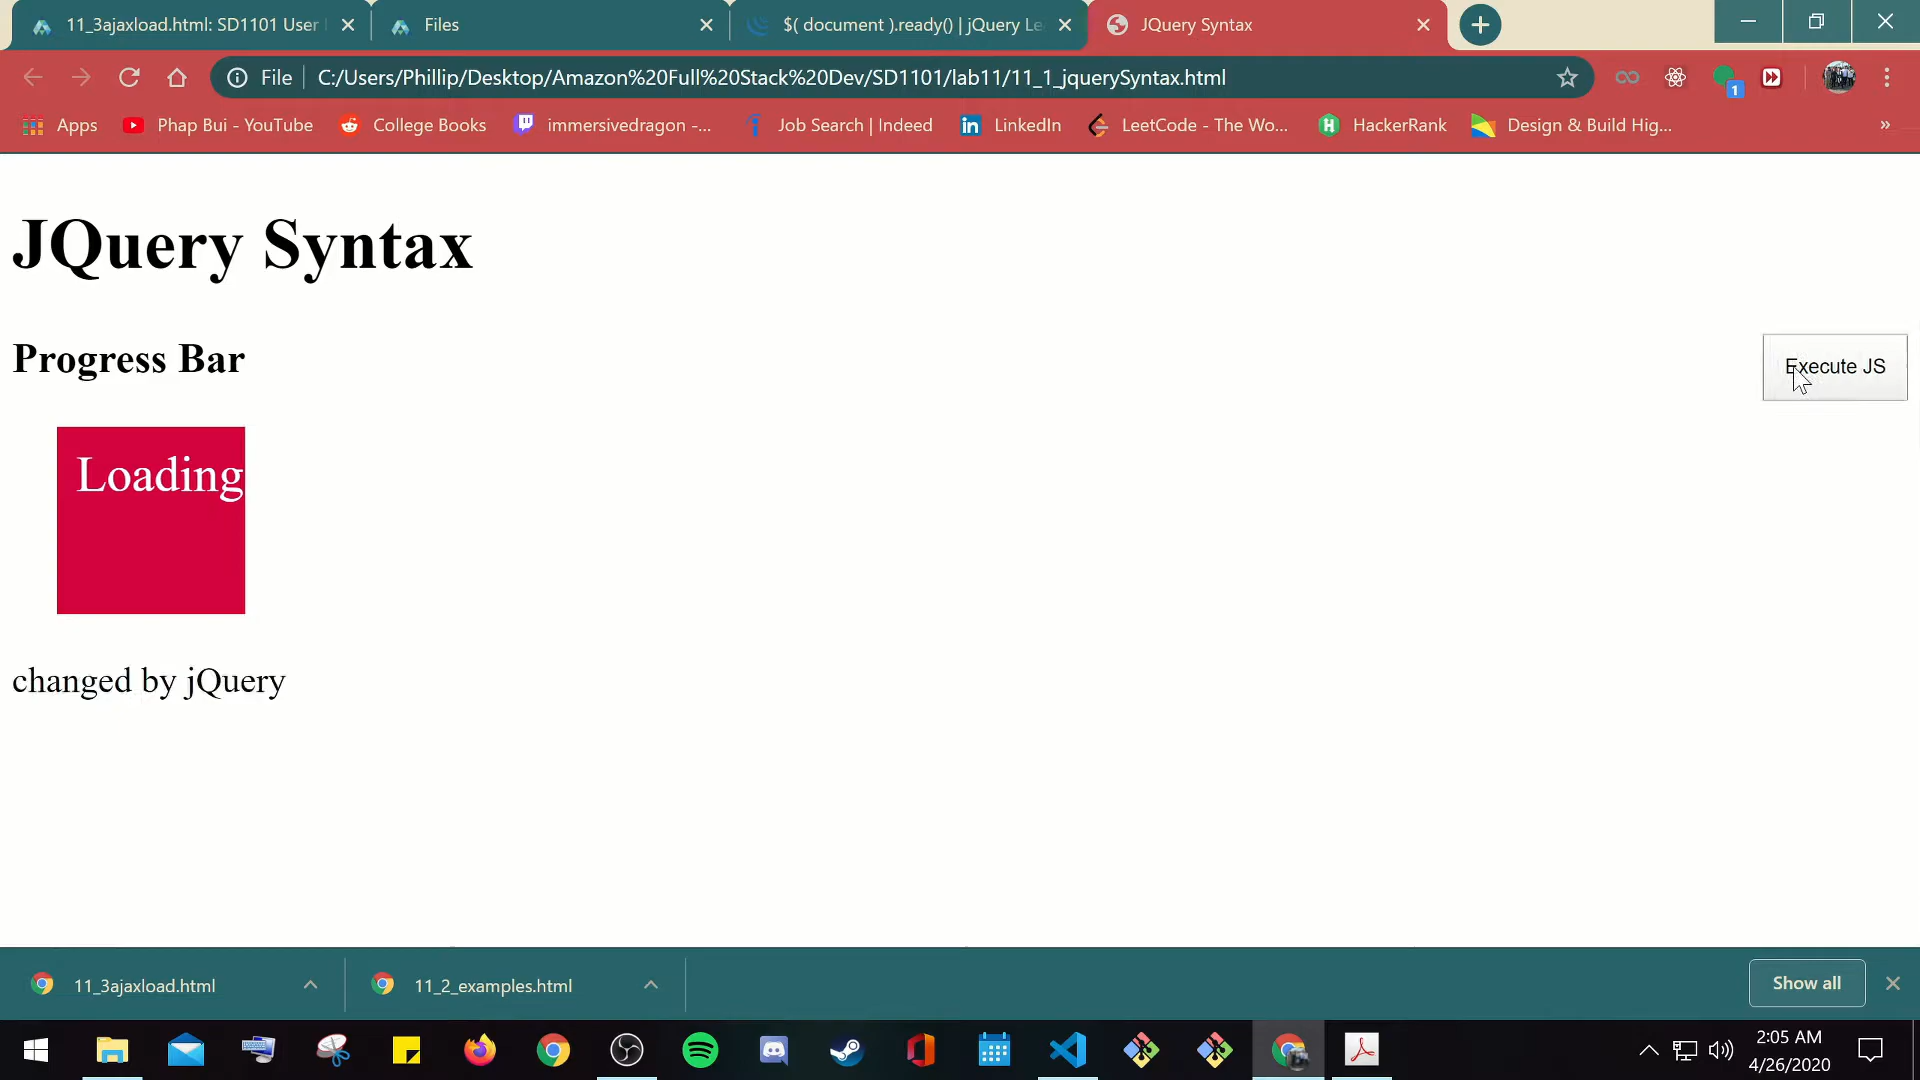 11_3ajaxload.html: SD1101 User
Files
$( document ).ready() | jQuery Le
JQuery Syntax
File
C:/Users/Phillip/Desktop/Amazon%20Full%20Stack%20Dev/SD1101/lab11/11_1_jquerySyntax.html
1
Apps
Phap Bui - YouTube
College Books
immersivedragon -...
Job Search | Indeed
LinkedIn
LeetCode - The Wo...
HackerRank
Design & Build Hig...
»
JQuery Syntax
Progress Bar
Execute JS
Loading
changed by jQuery
11_3ajaxload.html
11_2_examples.html
Show all
2:05 AM
4/26/2020